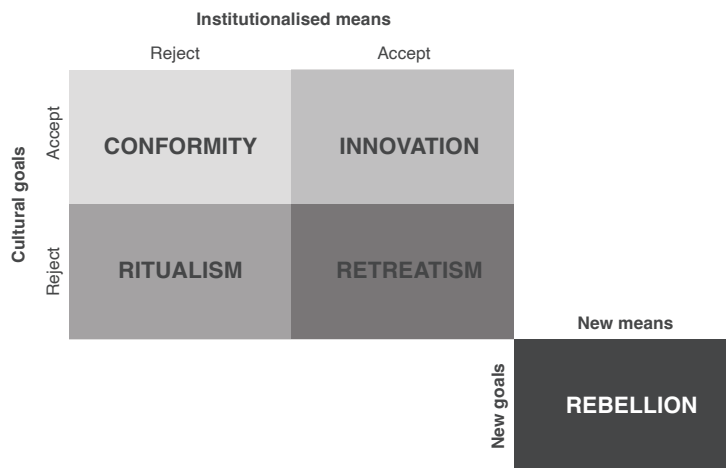 Institutionalised means
Reject Accept
Cultural goals
Accept
CONFORMITY INNOVATION
Reject
RITUALISM RETREATISM
New means
New goals
REBELLION